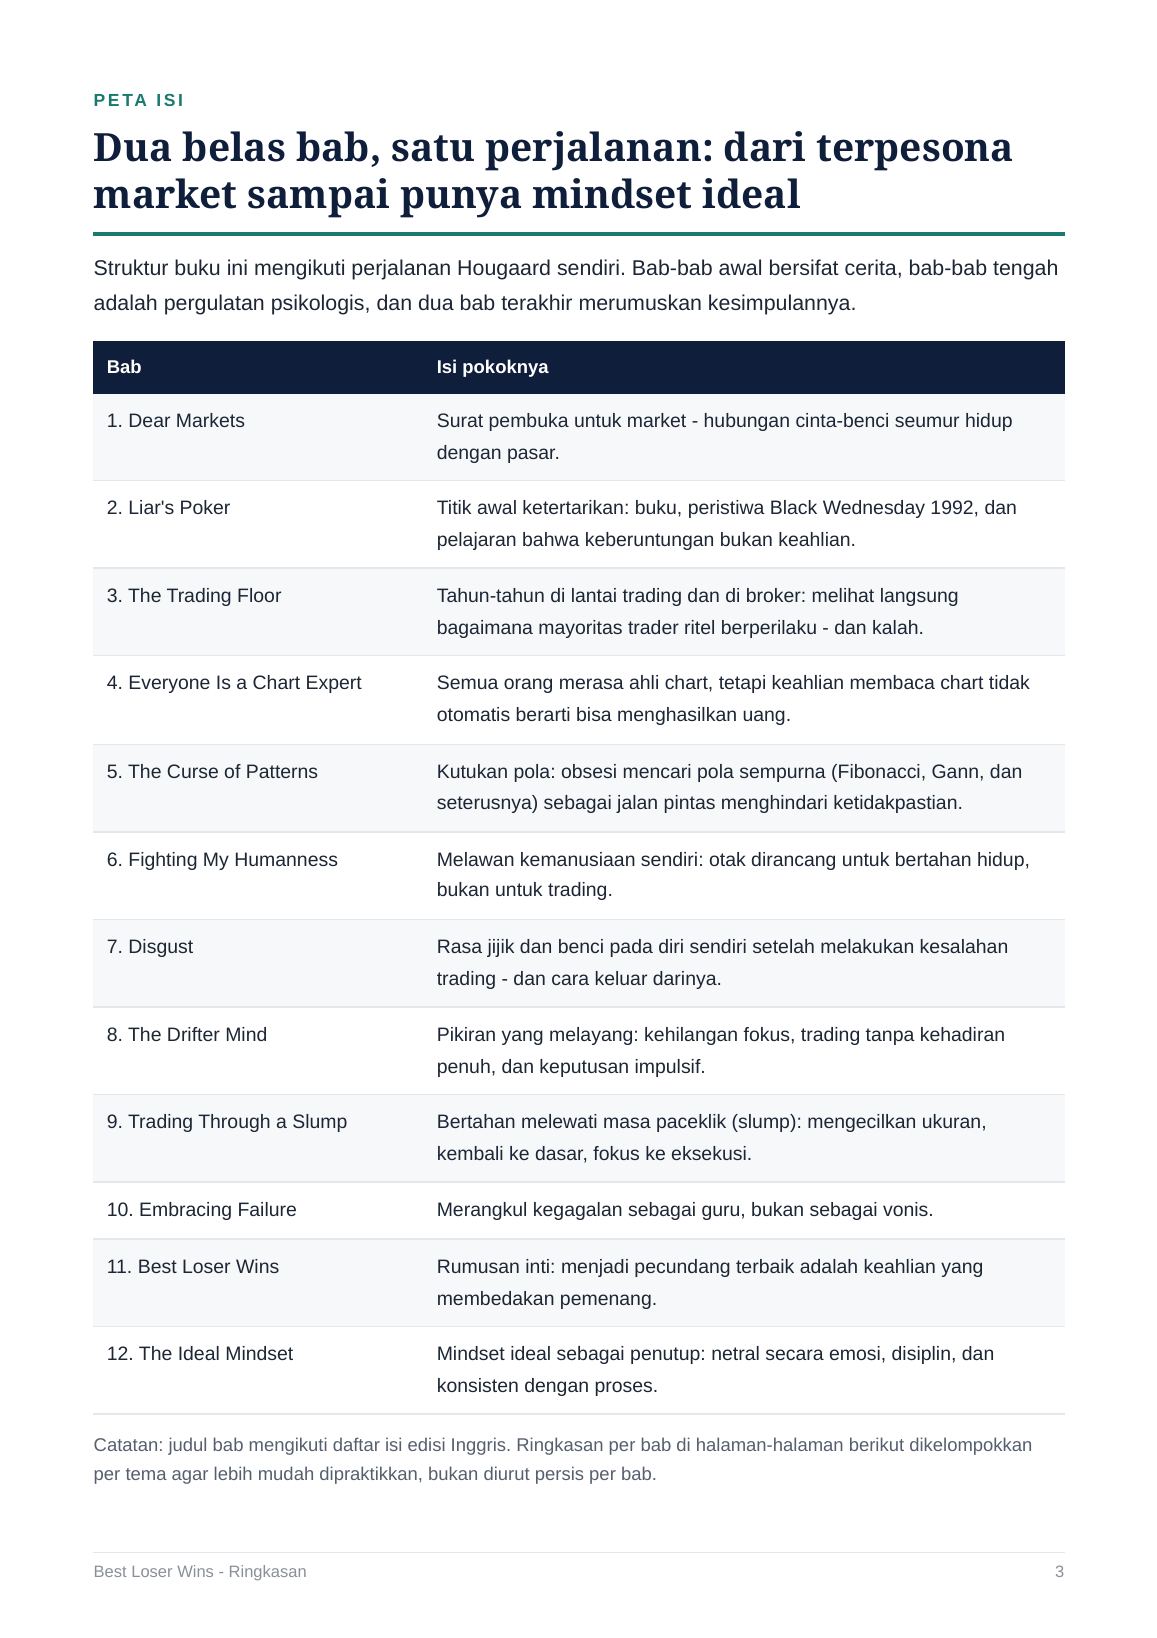 PETA ISI
Dua belas bab, satu perjalanan: dari terpesona
market sampai punya mindset ideal
Struktur buku ini mengikuti perjalanan Hougaard sendiri. Bab-bab awal bersifat cerita, bab-bab tengah
adalah pergulatan psikologis, dan dua bab terakhir merumuskan kesimpulannya.
Bab Isi pokoknya
1. Dear Markets Surat pembuka untuk market - hubungan cinta-benci seumur hidup
dengan pasar.
2. Liar's Poker Titik awal ketertarikan: buku, peristiwa Black Wednesday 1992, dan
pelajaran bahwa keberuntungan bukan keahlian.
3. The Trading Floor Tahun-tahun di lantai trading dan di broker: melihat langsung
bagaimana mayoritas trader ritel berperilaku - dan kalah.
4. Everyone Is a Chart Expert Semua orang merasa ahli chart, tetapi keahlian membaca chart tidak
otomatis berarti bisa menghasilkan uang.
5. The Curse of Patterns Kutukan pola: obsesi mencari pola sempurna (Fibonacci, Gann, dan
seterusnya) sebagai jalan pintas menghindari ketidakpastian.
6. Fighting My Humanness Melawan kemanusiaan sendiri: otak dirancang untuk bertahan hidup,
bukan untuk trading.
7. Disgust Rasa jijik dan benci pada diri sendiri setelah melakukan kesalahan
trading - dan cara keluar darinya.
8. The Drifter Mind Pikiran yang melayang: kehilangan fokus, trading tanpa kehadiran
penuh, dan keputusan impulsif.
9. Trading Through a Slump Bertahan melewati masa paceklik (slump): mengecilkan ukuran,
kembali ke dasar, fokus ke eksekusi.
10. Embracing Failure Merangkul kegagalan sebagai guru, bukan sebagai vonis.
11. Best Loser Wins Rumusan inti: menjadi pecundang terbaik adalah keahlian yang
membedakan pemenang.
12. The Ideal Mindset Mindset ideal sebagai penutup: netral secara emosi, disiplin, dan
konsisten dengan proses.
Catatan: judul bab mengikuti daftar isi edisi Inggris. Ringkasan per bab di halaman-halaman berikut dikelompokkan
per tema agar lebih mudah dipraktikkan, bukan diurut persis per bab.
Best Loser Wins - Ringkasan 3